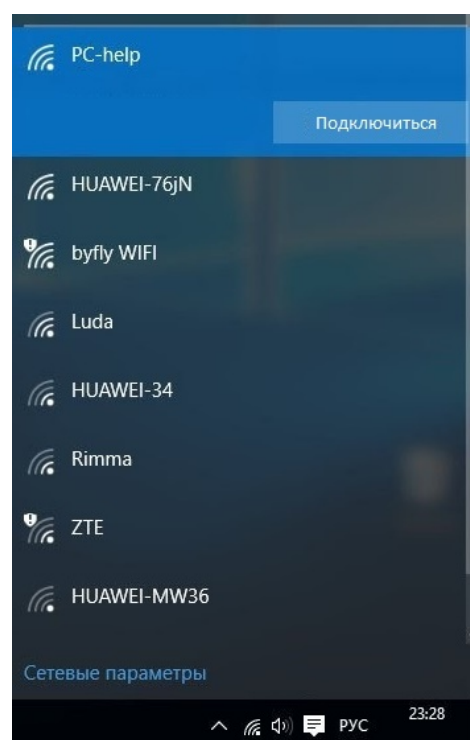 PC-help
Подключиться
HUAWEI-76jN
byfly WIFI
Luda
HUAWEI-34
Rimma
ZTE
HUAWEI-MW36
Сетевые параметры
РУС 23:28